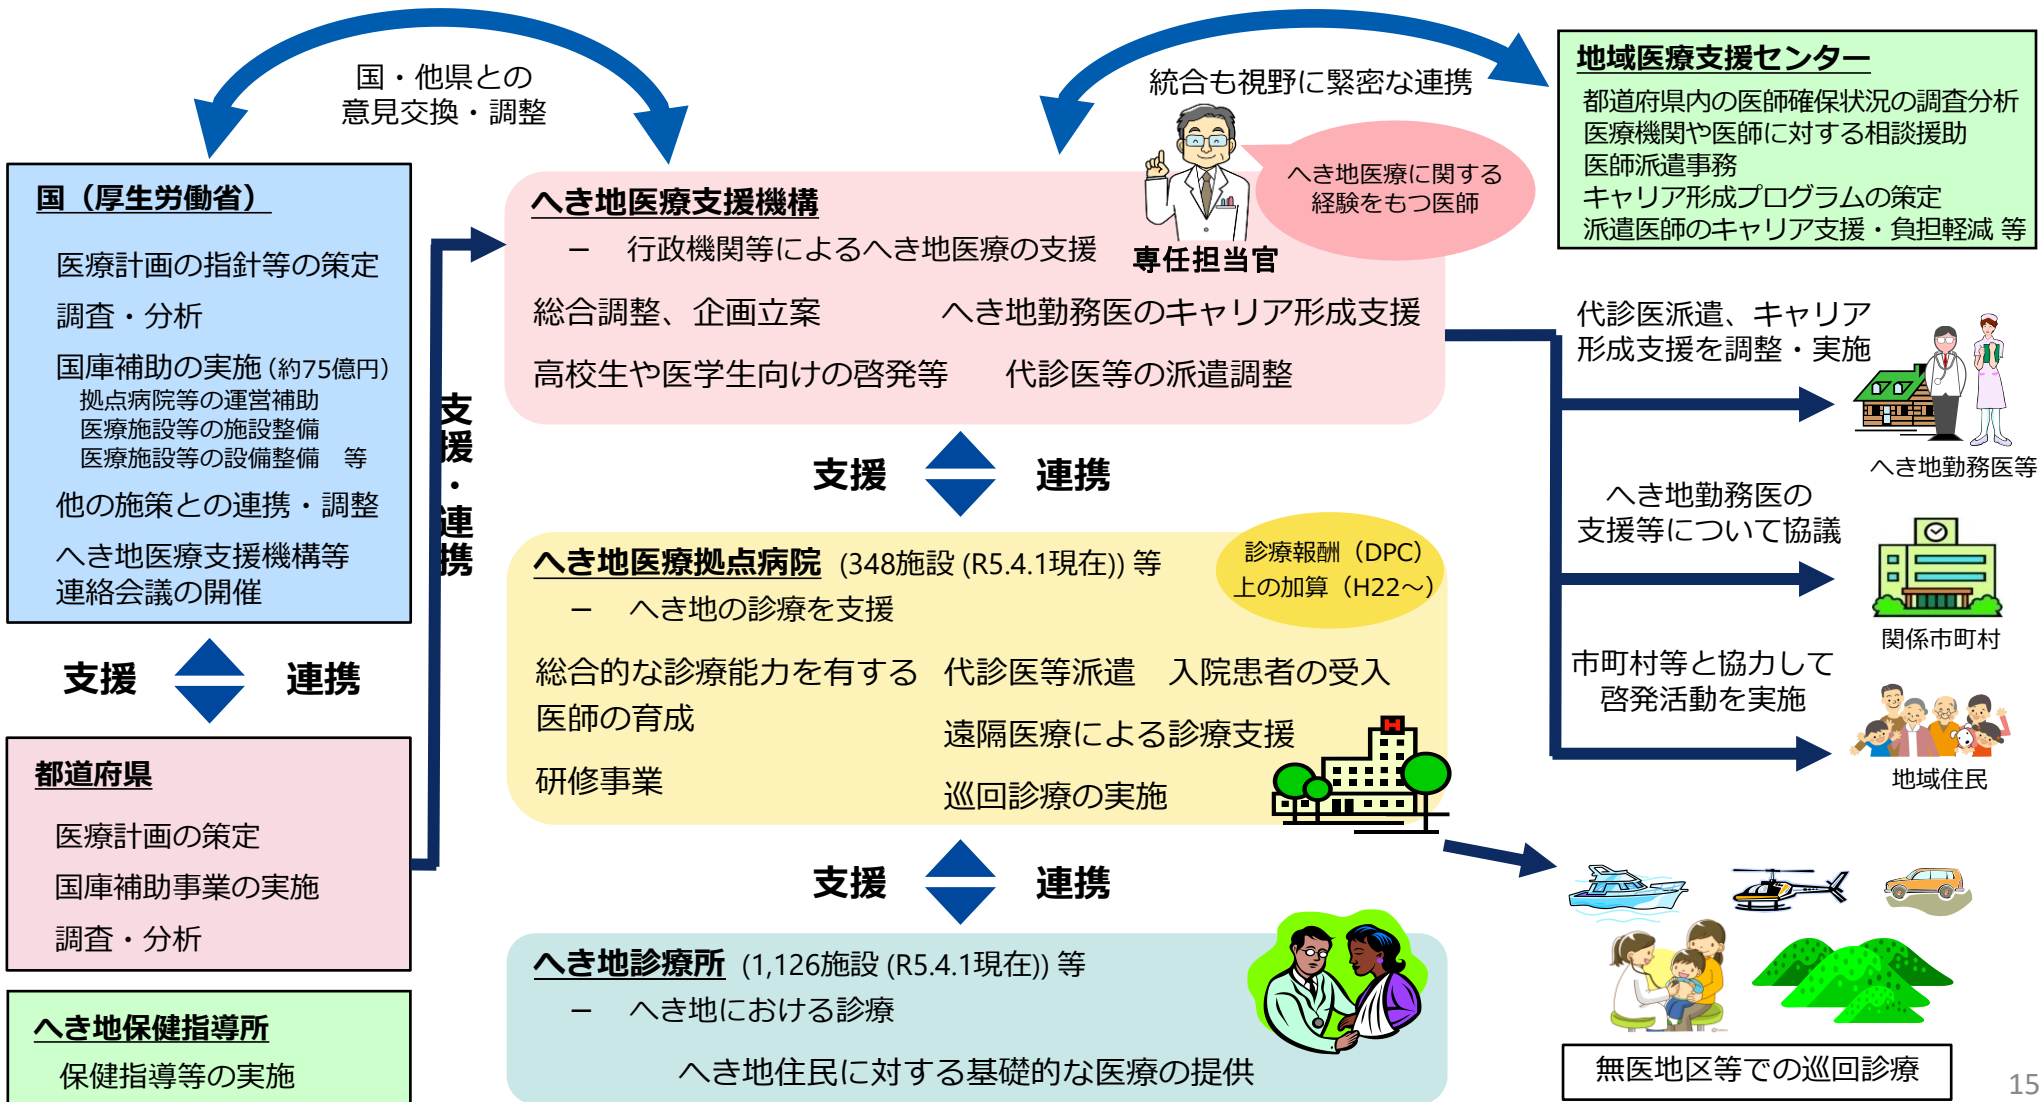 国・他県との
意見交換・調整
統合も視野に緊密な連携
地域医療支援センター
都道府県内の医師確保状況の調査分析
医療機関や医師に対する相談援助
医師派遣事務
キャリア形成プログラムの策定
派遣医師のキャリア支援・負担軽減 等
国（厚生労働省）
医療計画の指針等の策定
調査・分析
国庫補助の実施 (約75億円)
拠点病院等の運営補助
医療施設等の施設整備
医療施設等の設備整備　等
他の施策との連携・調整
へき地医療支援機構等
連絡会議の開催
支援　連携
都道府県
医療計画の策定
国庫補助事業の実施
調査・分析
へき地保健指導所
保健指導等の実施
支援・連携
へき地医療支援機構
－　行政機関等によるへき地医療の支援
専任担当官
へき地医療に関する
経験をもつ医師
総合調整、企画立案　へき地勤務医のキャリア形成支援
高校生や医学生向けの啓発等　代診医等の派遣調整
支援　連携
へき地医療拠点病院 (348施設 (R5.4.1現在)) 等
－　へき地の診療を支援
診療報酬（DPC）
上の加算（H22～）
総合的な診療能力を有する
医師の育成
研修事業
代診医等派遣　入院患者の受入
遠隔医療による診療支援
巡回診療の実施
H
支援　連携
へき地診療所 (1,126施設 (R5.4.1現在)) 等
－　へき地における診療
へき地住民に対する基礎的な医療の提供
代診医派遣、キャリア
形成支援を調整・実施
へき地勤務医等
へき地勤務医の
支援等について協議
関係市町村
市町村等と協力して
啓発活動を実施
地域住民
無医地区等での巡回診療
15